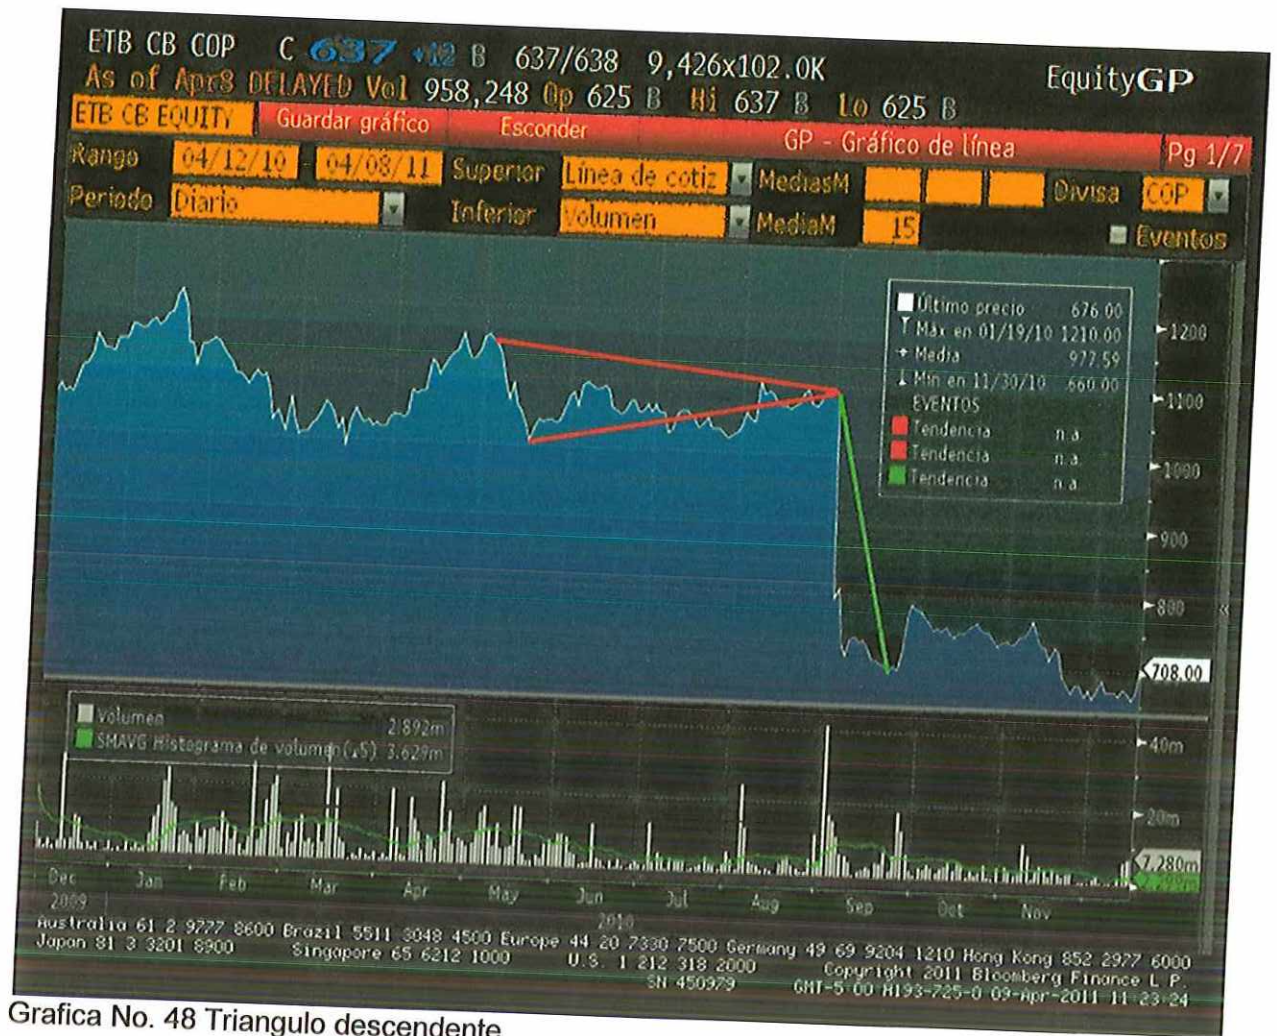 ETB CB COP C 637 +12 B 637/638 9,426x102.0K EquityGP
As of Apr8 DELAYED Vol 958,248 Op 625 B Hi 637 B Lo 625 B
ETB CB EQUITY Guardar gráfico Esconder GP - Gráfico de línea Pg 1/7
Rango 04/12/10 - 04/08/11 Superior Línea de cotiz MediasM Divisa COP
Periodo Diario Inferior Volumen MediaM 15 Eventos
Último precio 676.00
Máx en 01/19/10 1210.00
Media 977.59
Mín en 11/30/10 660.00
EVENTOS
Tendencia n.a.
Tendencia n.a.
Tendencia n.a.
1200
1100
1000
900
800
708.00
Volumen 2.892m
SMAVG Histograma de volumen(15) 3.629m
40m
20m
7.280m
Dec Jan Feb Mar Apr May Jun Jul Aug Sep Oct Nov
2009 2010
Australia 61 2 9777 8600 Brazil 5511 3048 4500 Europe 44 20 7330 7500 Germany 49 69 9204 1210 Hong Kong 852 2977 6000
Japan 81 3 3201 8900 Singapore 65 6212 1000 U.S. 1 212 318 2000 Copyright 2011 Bloomberg Finance L.P.
SN 450979 GMT-5:00 H193-725-0 09-Apr-2011 11:23:24
Grafica No. 48 Triangulo descendente